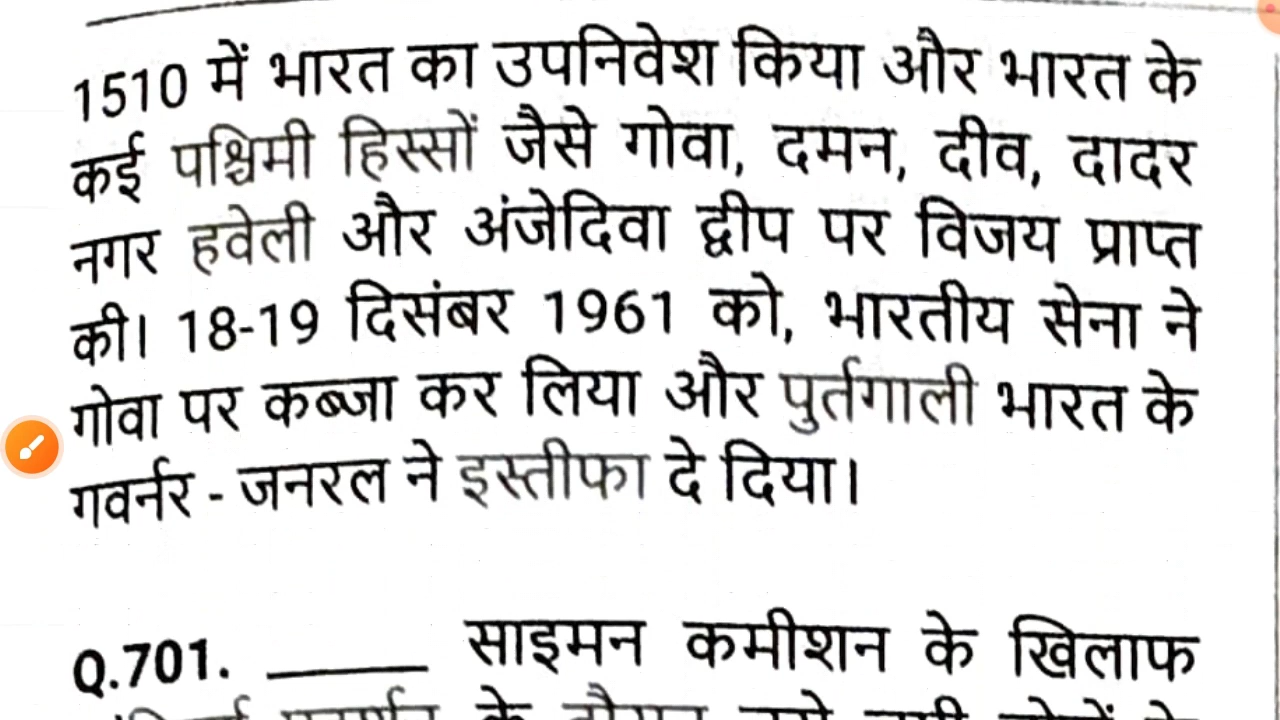 1510 में भारत का उपनिवेश किया और भारत के
कई पश्चिमी हिस्सों जैसे गोवा, दमन, दीव, दादर
नगर हवेली और अंजेदिवा द्वीप पर विजय प्राप्त
की। 18-19 दिसंबर 1961 को, भारतीय सेना ने
गोवा पर कब्जा कर लिया और पुर्तगाली भारत के
गवर्नर - जनरल ने इस्तीफा दे दिया।
Q.701. _____ साइमन कमीशन के खिलाफ
के दौरान